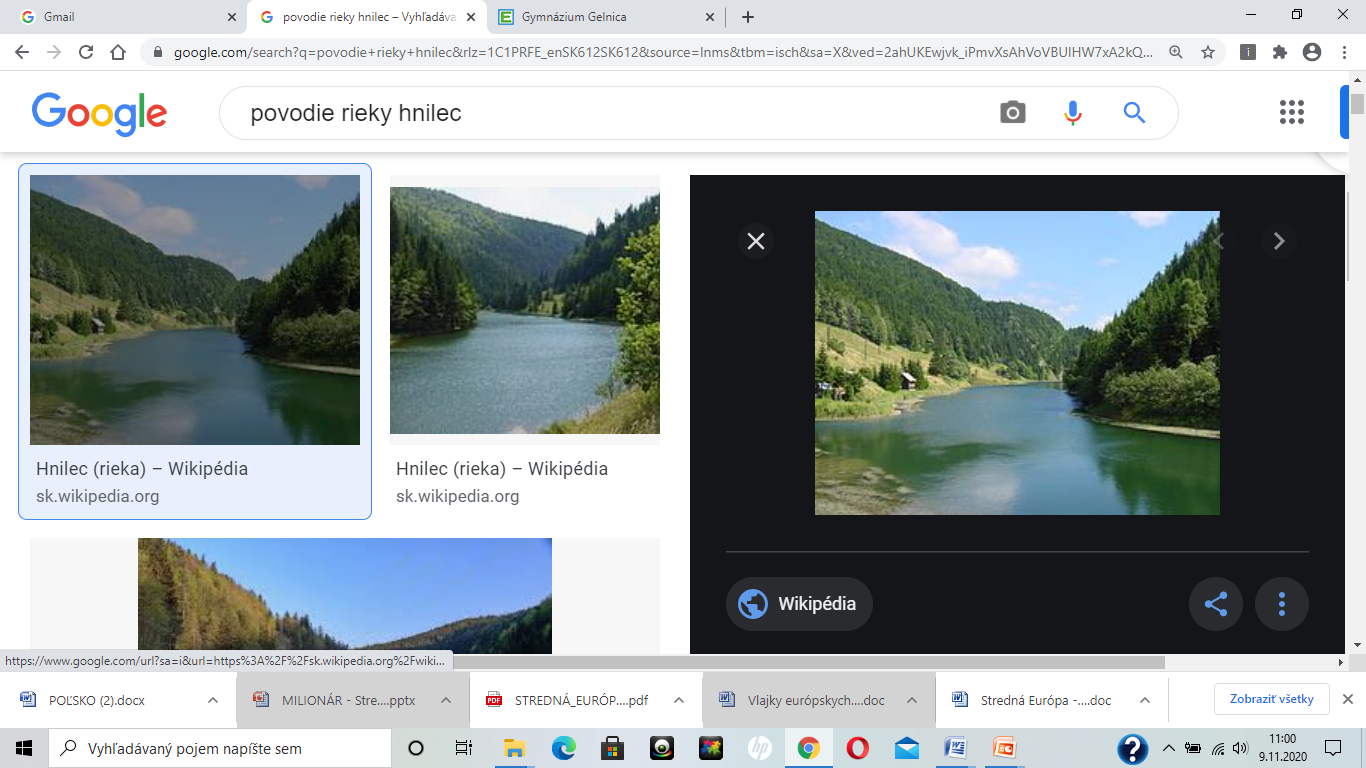 Gmail
povodie rieky hnilec – Vyhľadáva
Gymnázium Gelnica
google.com/search?q=povodie+rieky+hnilec&rlz=1C1PRFE_enSK612SK612&source=lnms&tbm=isch&sa=X&ved=2ahUKEwjvk_iPmvXsAhVoVBUIHW7xA2kQ...
Google
povodie rieky hnilec
Hnilec (rieka) – Wikipédia
sk.wikipedia.org
Hnilec (rieka) – Wikipédia
sk.wikipedia.org
Wikipédia
https://www.google.com/url?sa=i&url=https%3A%2F%2Fsk.wikipedia.org%2Fwiki...
POĽSKO (2).docx
MILIONÁR - Stre....pptx
PDF
STREDNÁ_EURÓP....pdf
Vlajky európskych....doc
Stredná Európa -....doc
Zobraziť všetky
Vyhľadávaný pojem napíšte sem
hp
11:00
9.11.2020